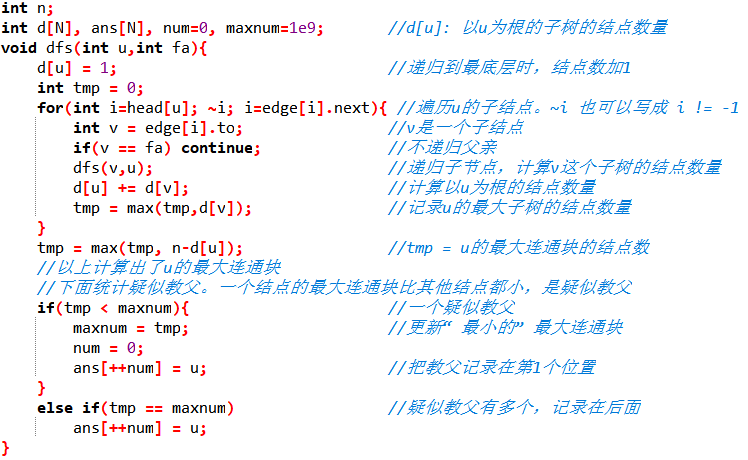 int n;
int d[N], ans[N], num=0, maxnum=1e9;        //d[u]: 以u为根的子树的结点数量
void dfs(int u,int fa){
    d[u] = 1;                               //递归到最底层时，结点数加1
    int tmp = 0;
    for(int i=head[u]; ~i; i=edge[i].next){ //遍历u的子结点。~i 也可以写成 i != -1
        int v = edge[i].to;                 //v是一个子结点
        if(v == fa) continue;               //不递归父亲
        dfs(v,u);                           //递归子节点，计算v这个子树的结点数量
        d[u] += d[v];                       //计算以u为根的结点数量
        tmp = max(tmp,d[v]);                //记录u的最大子树的结点数量
    }
    tmp = max(tmp, n-d[u]);                 //tmp = u的最大连通块的结点数
    //以上计算出了u的最大连通块
    //下面统计疑似教父。一个结点的最大连通块比其他结点都小，是疑似教父
    if(tmp < maxnum){                       //一个疑似教父
        maxnum = tmp;                       //更新“ 最小的” 最大连通块
        num = 0;
        ans[++num] = u;                     //把教父记录在第1个位置
    }
    else if(tmp == maxnum)                  //疑似教父有多个，记录在后面
        ans[++num] = u;
}